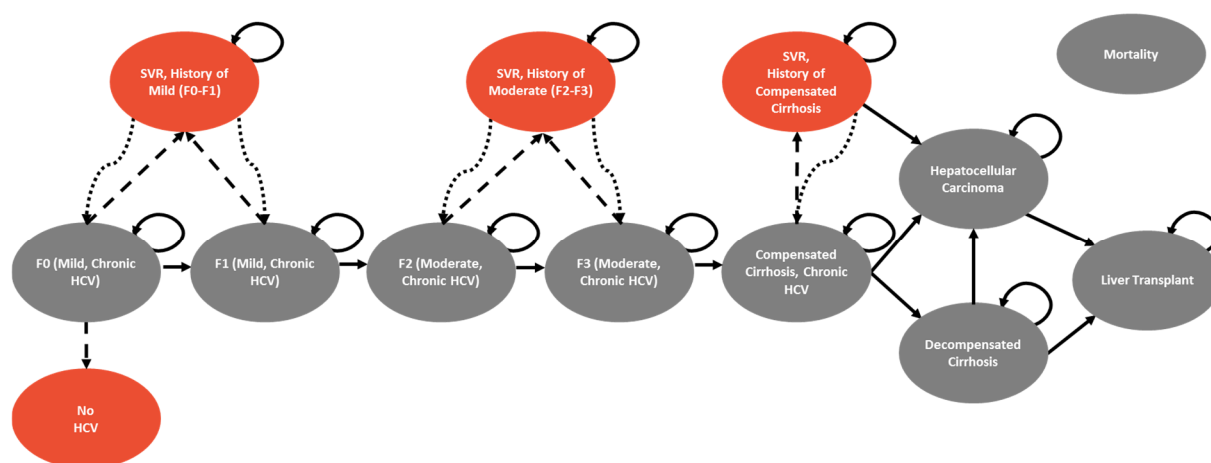 SVR, History of
Mild (F0-F1)
SVR, History of
Moderate (F2-F3)
SVR,
History of
Compensated
Cirrhosis
Mortality
Hepatocellular
Carcinoma
F0 (Mild, Chronic
HCV)
F1 (Mild, Chronic
HCV)
F2 (Moderate,
Chronic HCV)
F3 (Moderate,
Chronic HCV)
Compensated
Cirrhosis, Chronic
HCV
Liver Transplant
Decompensated
Cirrhosis
No
HCV